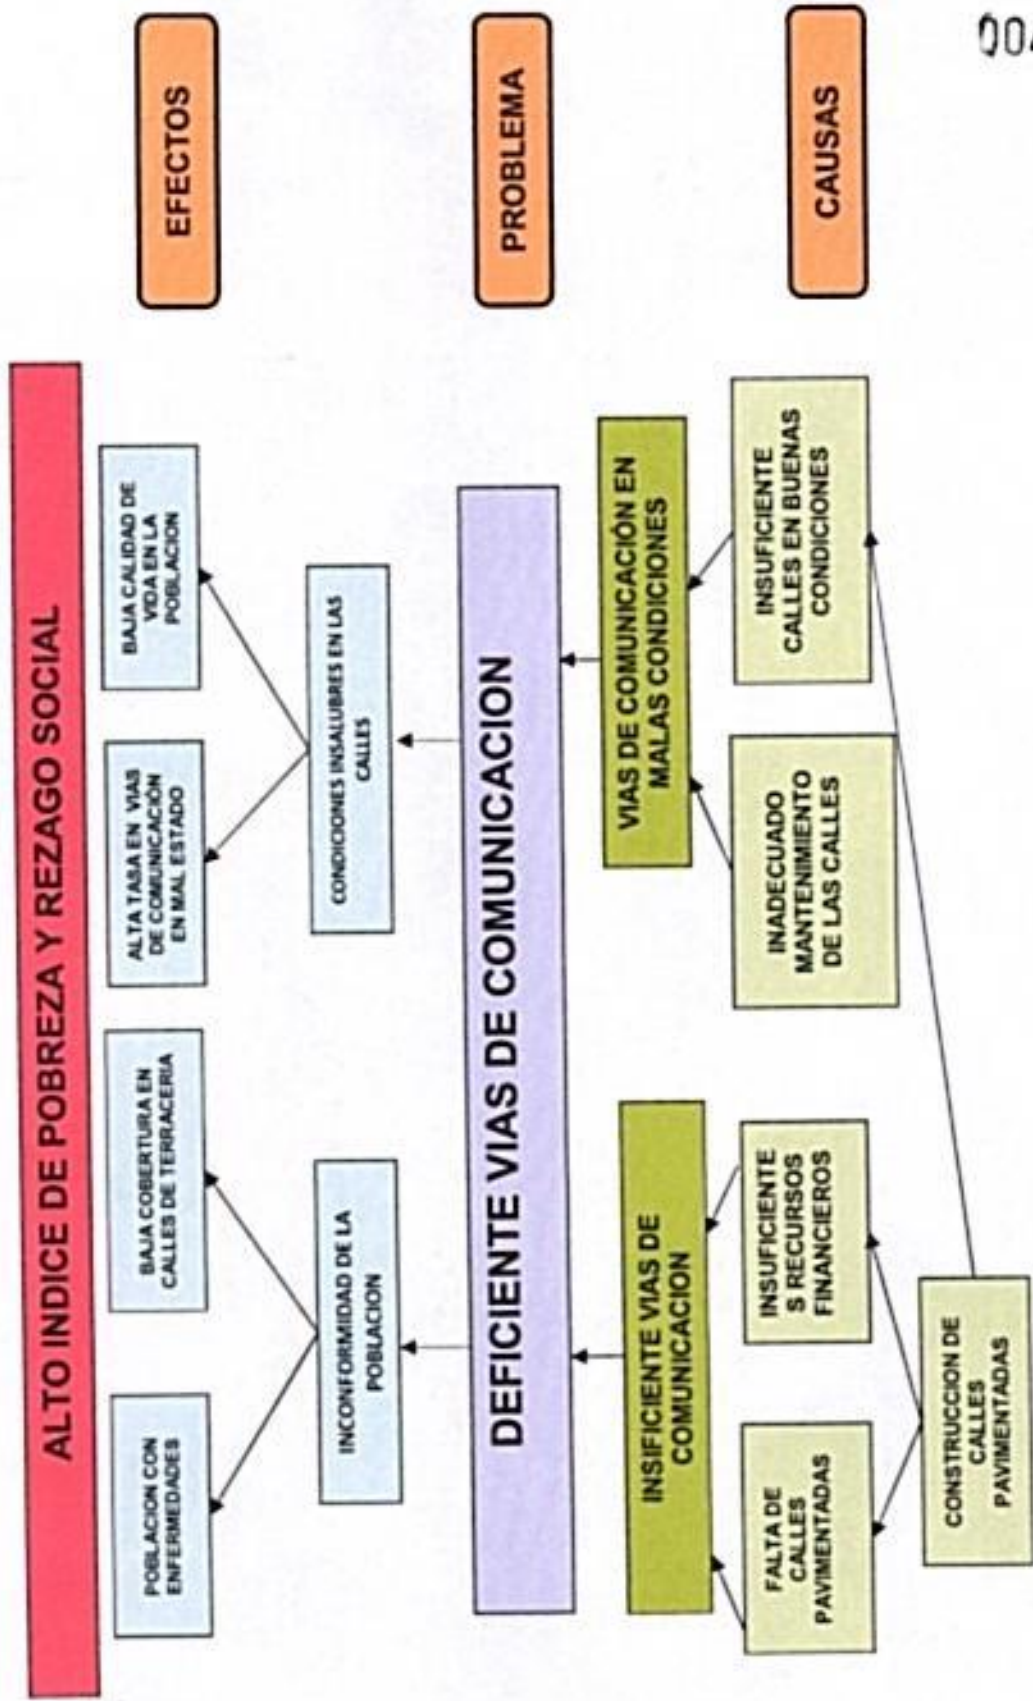 ALTO INDICE DE POBREZA Y REZAGO SOCIAL
EFECTOS
POBLACION CON
ENFERMEDADES
BAJA COBERTURA EN
CALLES DE TERRACERIA
ALTA TASA EN VIAS
DE COMUNICACIÓN
EN MAL ESTADO
BAJA CALIDAD DE
VIDA EN LA
POBLACION
INCONFORMIDAD DE LA
POBLACION
CONDICIONES INSALUBRES EN LAS
CALLES
DEFICIENTE VIAS DE COMUNICACION
PROBLEMA
INSIFICIENTE VIAS DE
COMUNICACION
VIAS DE COMUNICACIÓN EN
MALAS CONDICIONES
FALTA DE
CALLES
PAVIMENTADAS
INSUFICIENTE
S RECURSOS
FINANCIEROS
INADECUADO
MANTENIMIENTO
DE LAS CALLES
INSUFICIENTE
CALLES EN BUENAS
CONDICIONES
CAUSAS
CONSTRUCCION DE
CALLES
PAVIMENTADAS